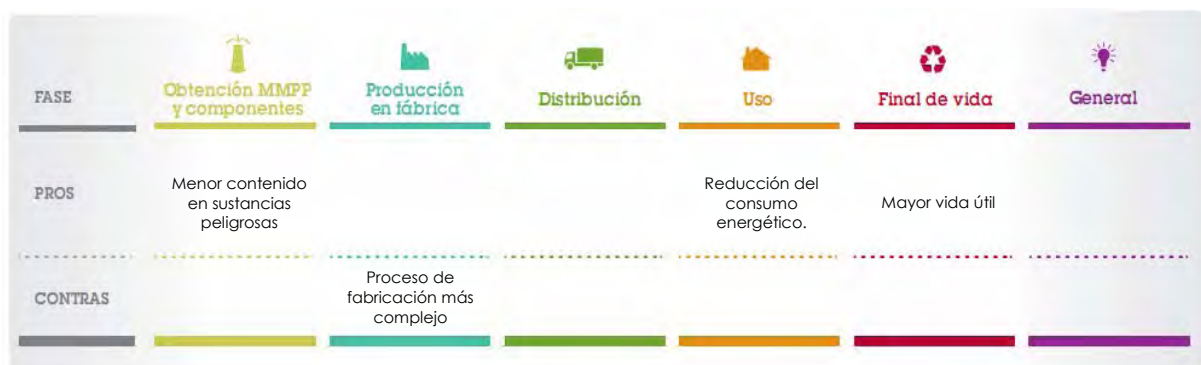 FASE
Obtención MMPP
y componentes
Producción
en fábrica
Distribución
Uso
Final de vida
General
PROS
Menor contenido
en sustancias
peligrosas
Reducción del
consumo
energético.
Mayor vida útil
CONTRAS
Proceso de
fabricación más
complejo